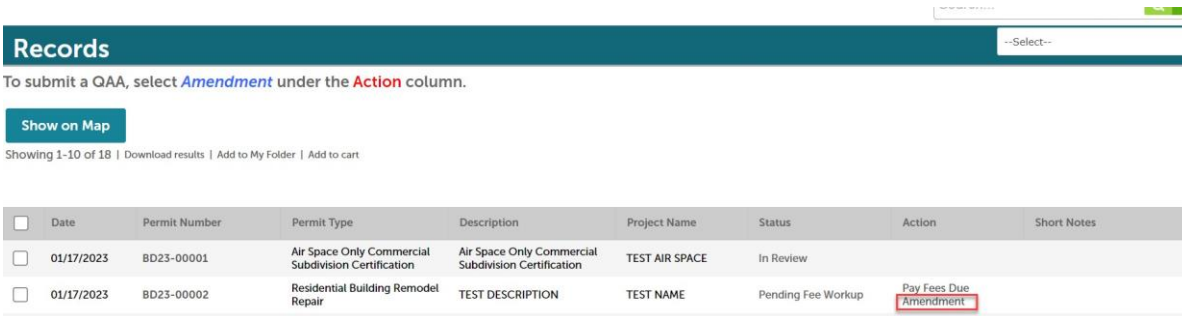 Records
--Select--
To submit a QAA, select Amendment under the Action column.
Show on Map
Showing 1-10 of 18 | Download results | Add to My Folder | Add to cart
Date Permit Number Permit Type Description Project Name Status Action Short Notes
01/17/2023 BD23-00001 Air Space Only Commercial Subdivision Certification Air Space Only Commercial Subdivision Certification TEST AIR SPACE In Review
01/17/2023 BD23-00002 Residential Building Remodel Repair TEST DESCRIPTION TEST NAME Pending Fee Workup Pay Fees Due Amendment